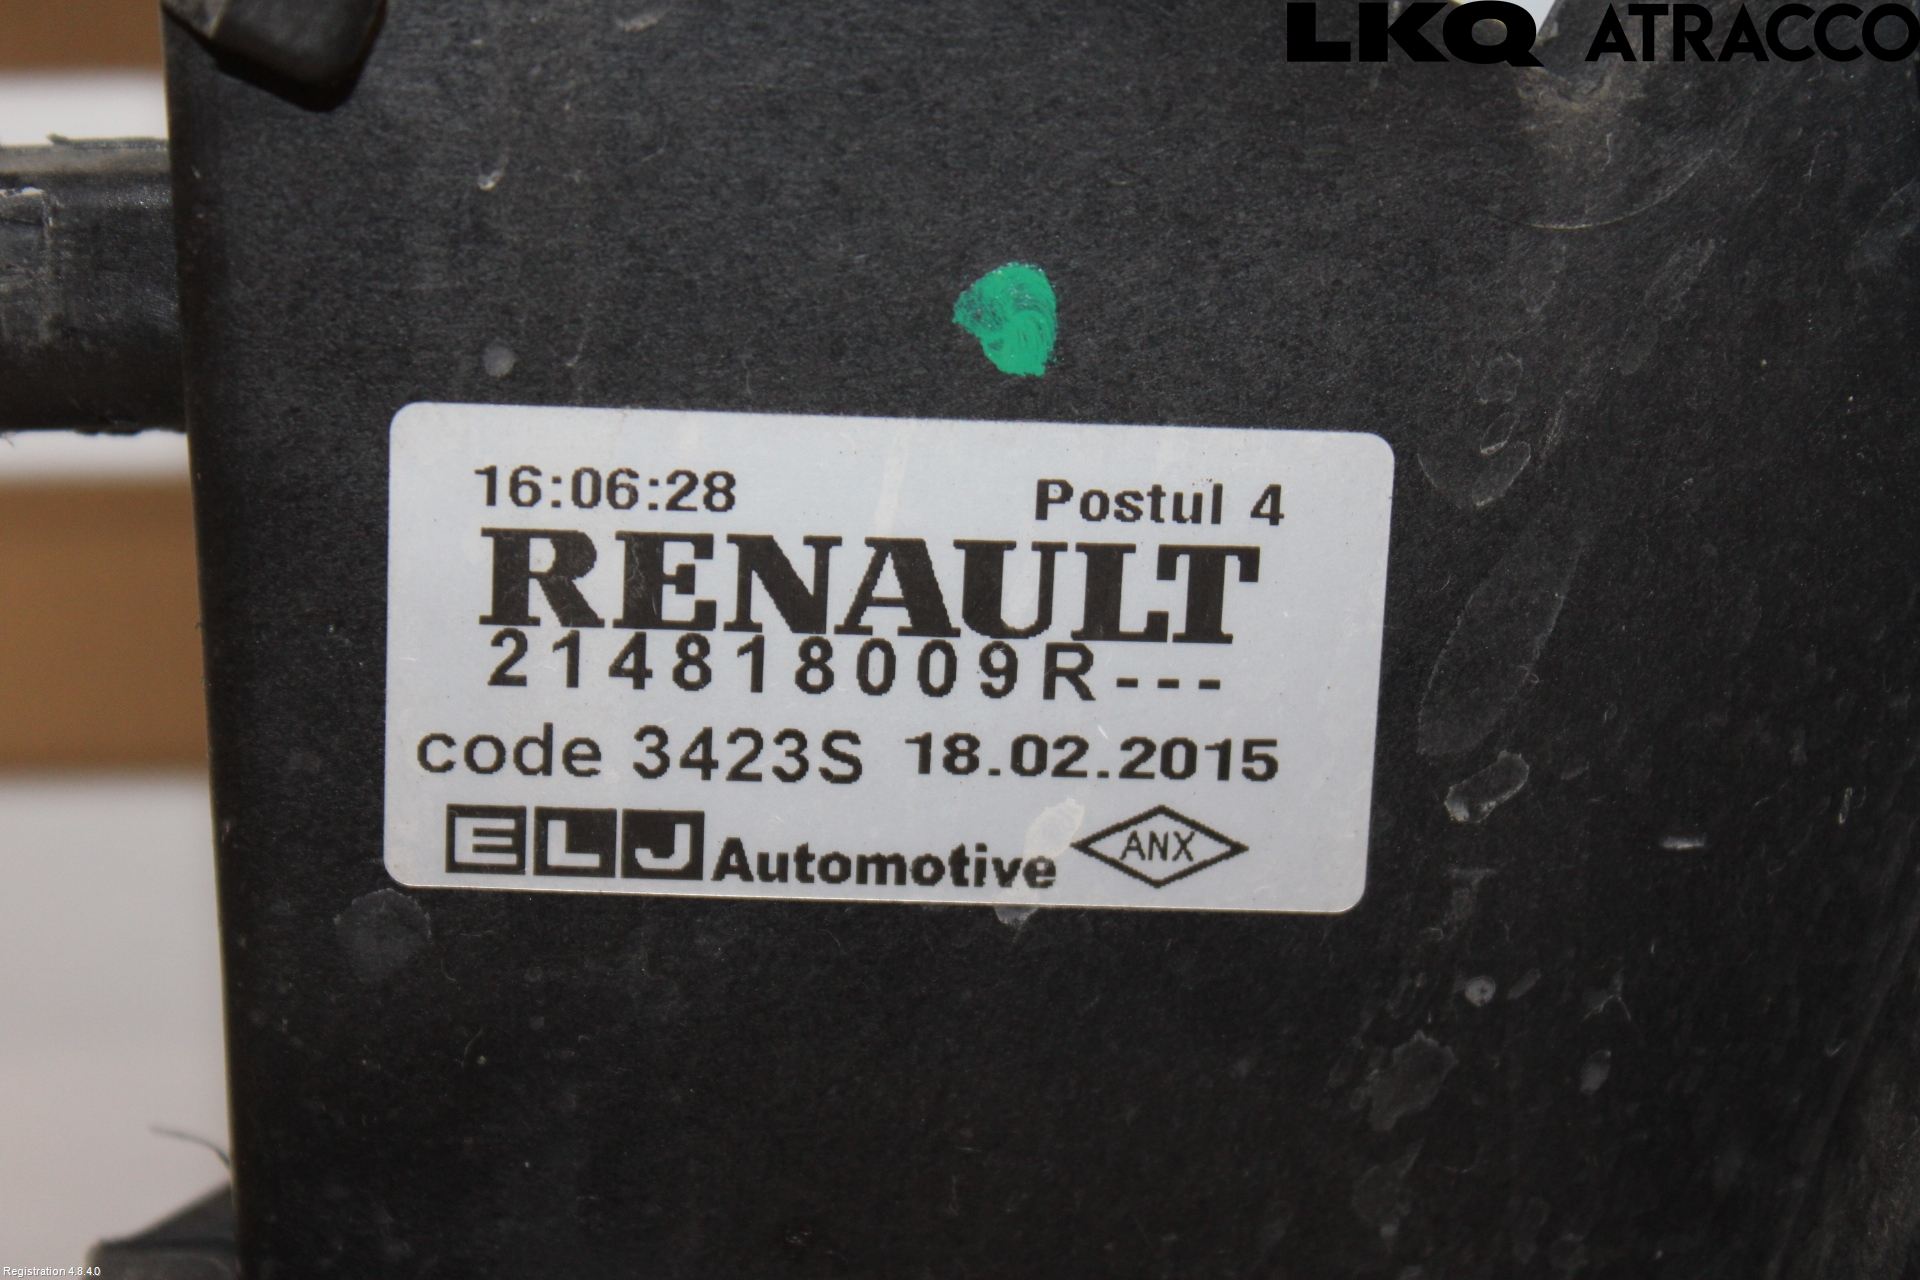 LKQ ATRACCO
16:06:28 Postul 4
RENAULT
214818009R---
code 3423S 18.02.2015
ELJ Automotive ANX
Registration 4.8.4.0